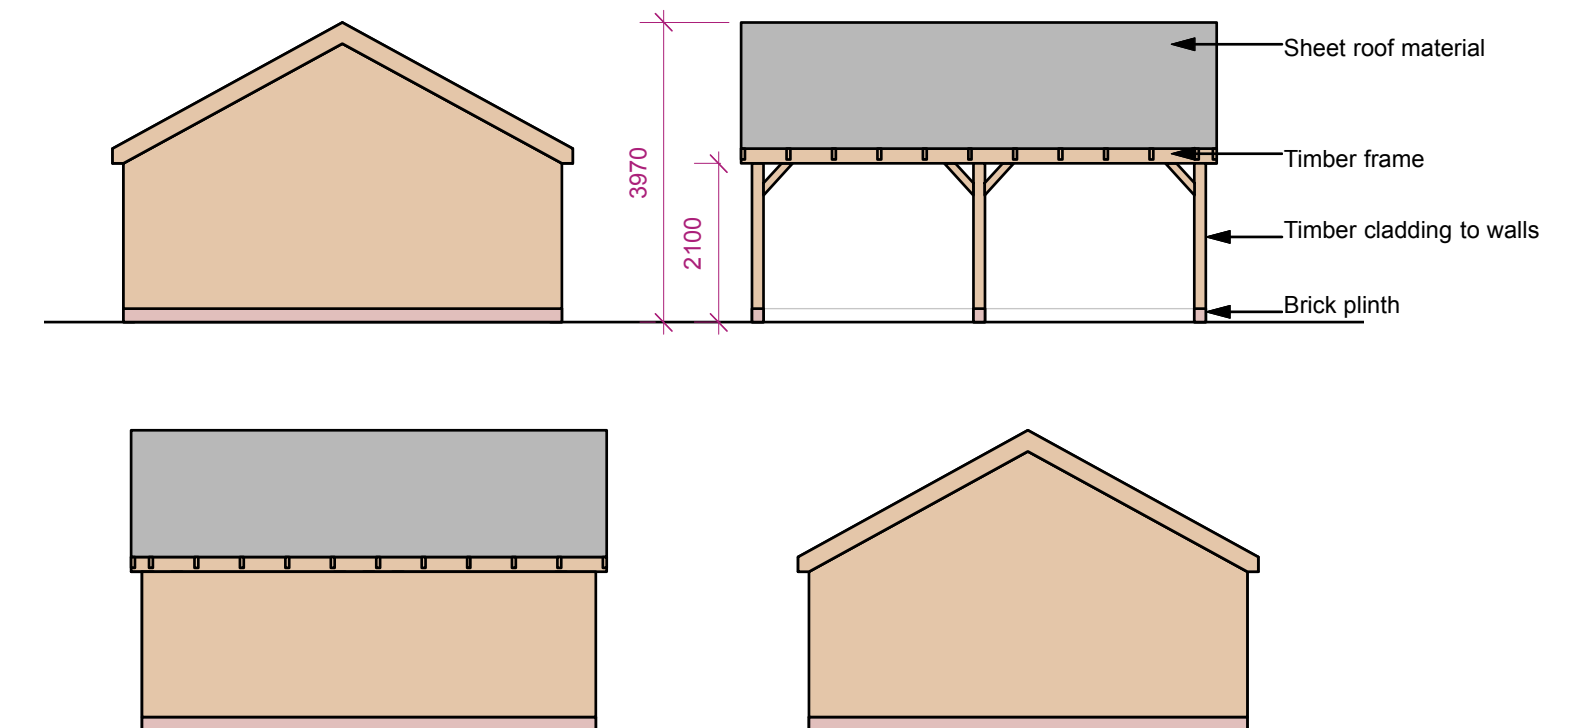 Sheet roof material
3970
Timber frame
2100
Timber cladding to walls
Brick plinth